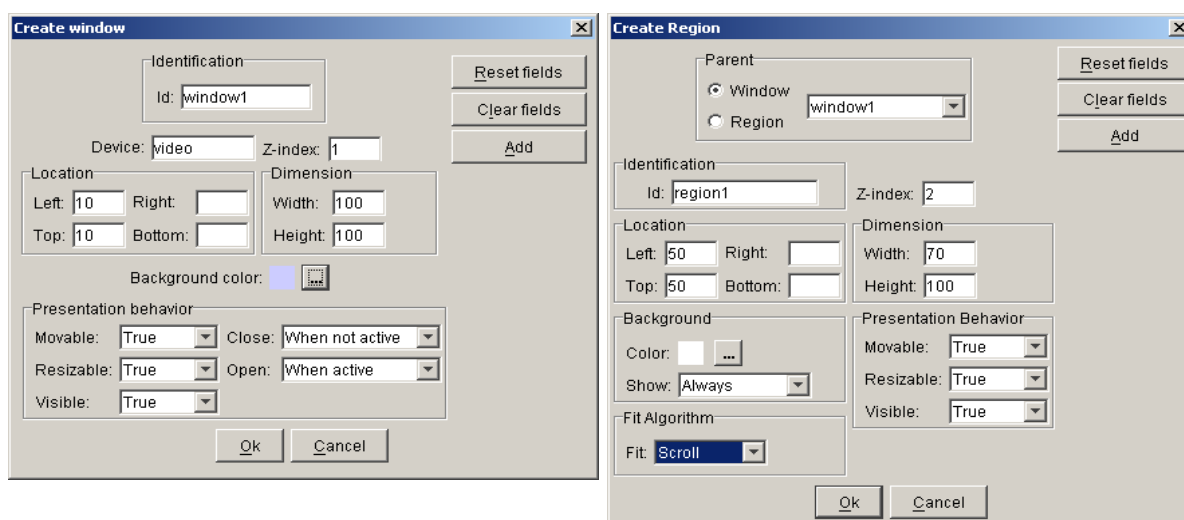 Create window
Identification
Id: window1
Reset fields
Clear fields
Add
Device: video Z-index: 1
Location
Left: 10 Right:
Top: 10 Bottom:
Dimension
Width: 100
Height: 100
Background color: ...
Presentation behavior
Movable: True Close: When not active
Resizable: True Open: When active
Visible: True
Ok Cancel
Create Region
Parent
Window
Region
window1
Reset fields
Clear fields
Add
Identification
Id: region1
Z-index: 2
Location
Left: 50 Right:
Top: 50 Bottom:
Dimension
Width: 70
Height: 100
Background
Color: ...
Show: Always
Presentation Behavior
Movable: True
Resizable: True
Visible: True
Fit Algorithm
Fit: Scroll
Ok Cancel